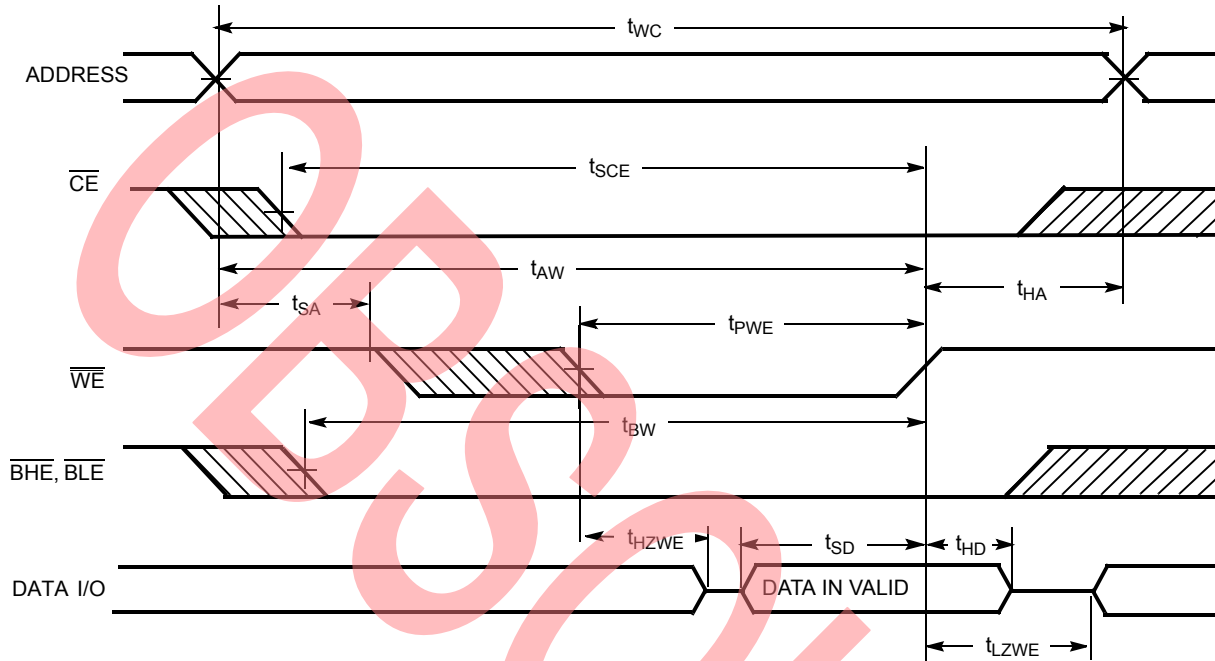 tWC
ADDRESS
tSCE
CE
tAW
tSA
tHA
tPWE
WE
tBW
BHE, BLE
tHZWE
tSD
tHD
DATA I/O
DATA IN VALID
tLZWE